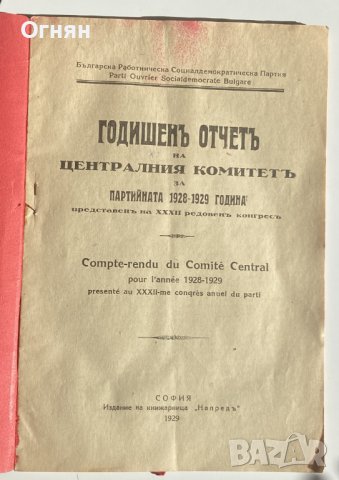 Огнян
Българска Работническа Социалдемократическа Партия
Parti Ouvrier Socialdemocrate Bulgare
ГОДИШЕНЪ ОТЧЕТЪ
НА
ЦЕНТРАЛНИЯ КОМИТЕТЪ
ЗА
ПАРТИЙНАТА 1928-1929 ГОДИНА
представенъ на XXXII редовенъ конгресъ
Compte-rendu du Comité Central
pour l'année 1928-1929
presenté au XXXII-me congrès anuel du parti
СОФИЯ
Издание на книжарница „Напредъ"
1929
BAZAR